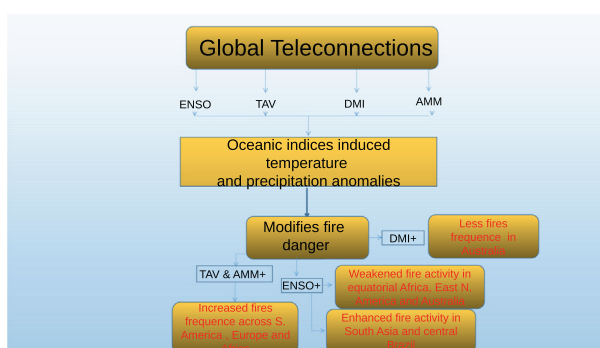 Global Teleconnections
ENSO
TAV
DMI
AMM
Oceanic indices induced
temperature
and precipitation anomalies
Modifies fire
danger
DMI+
Less fires
frequence in
Australia
TAV & AMM+
ENSO+
Weakened fire activity in
equatorial Africa, East N.
America and Australia
Increased fires
frequence across S.
America , Europe and
Enhanced fire activity in
South Asia and central
Brazil